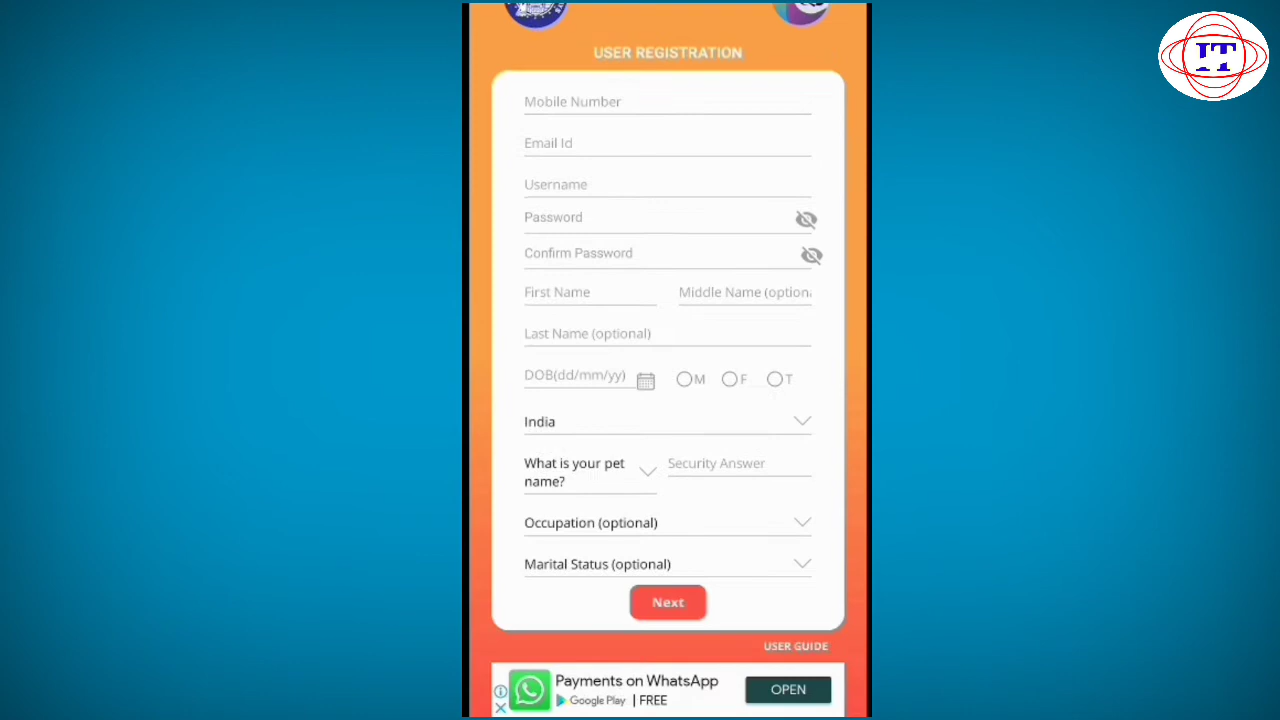 IT
USER REGISTRATION
Mobile Number
Email Id
Username
Password
Confirm Password
First Name Middle Name (optiona
Last Name (optional)
DOB(dd/mm/yy) M F T
India
What is your pet name? Security Answer
Occupation (optional)
Marital Status (optional)
Next
USER GUIDE
Payments on WhatsApp
Google Play | FREE
OPEN